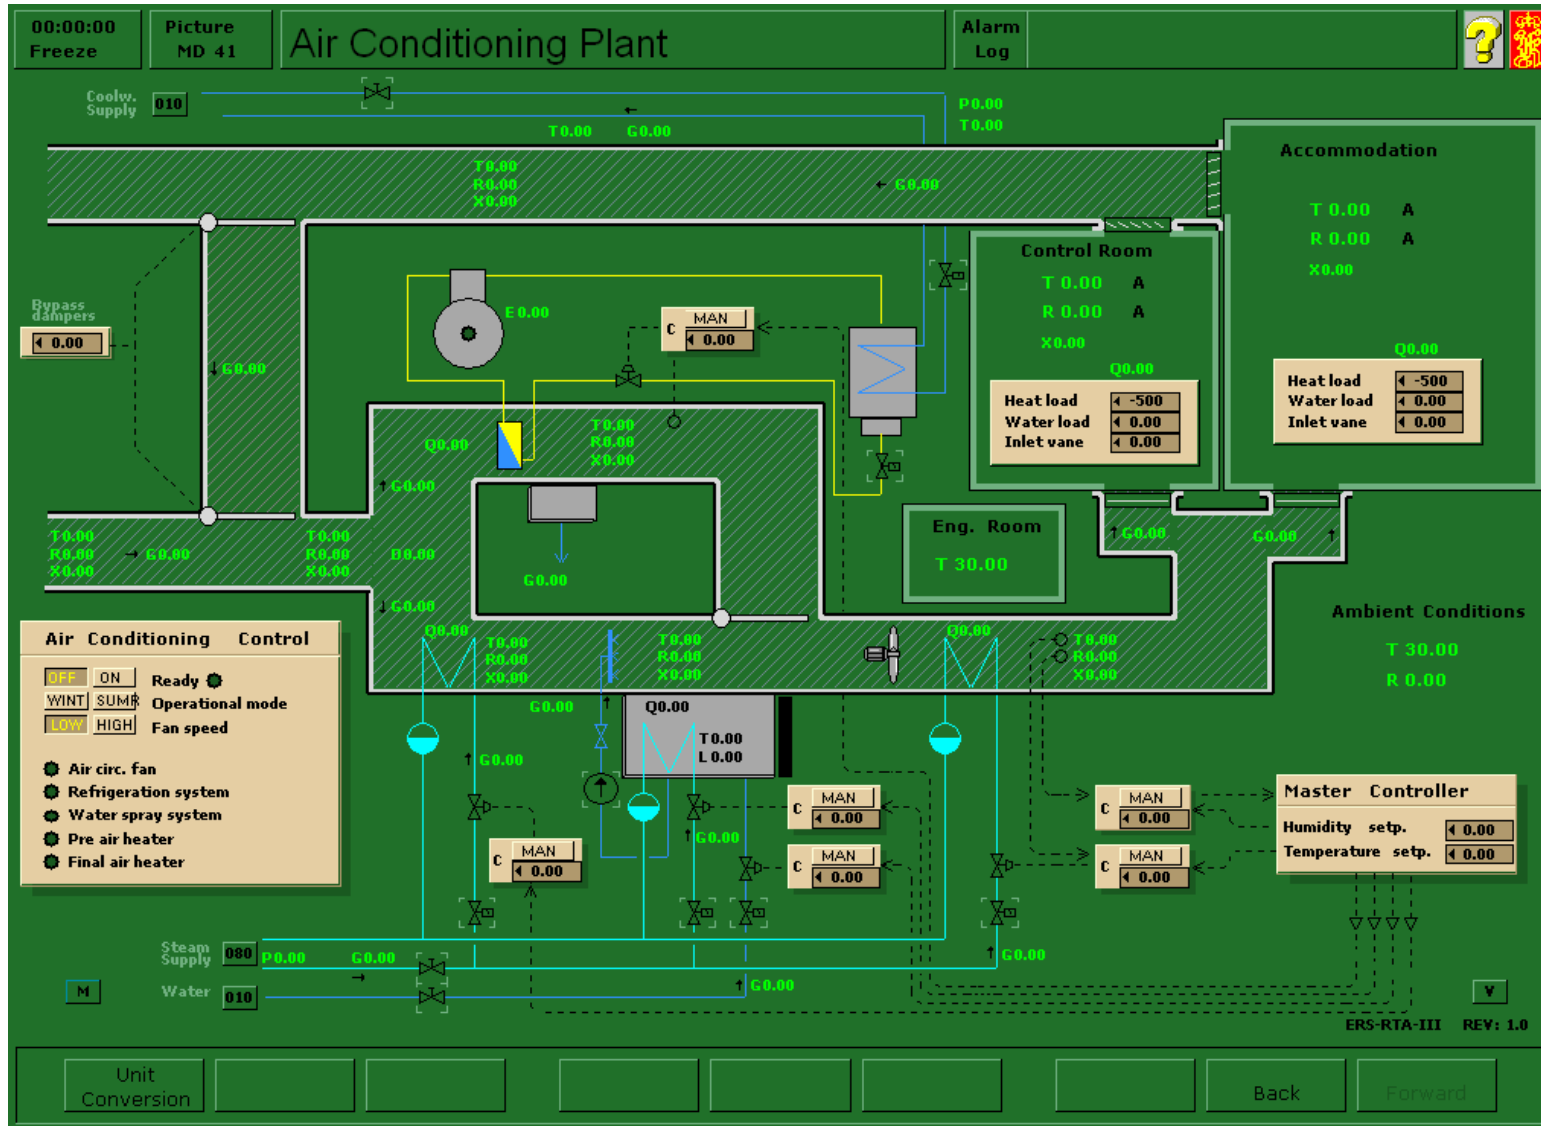 00:00:00
Freeze
Picture
MD 41
Air Conditioning Plant
Alarm
Log
?
Coolw.
Supply
010
T0.00 G0.00
P0.00
T0.00
T0.00
R0.00
X0.00
G0.00
Accommodation
T 0.00 A
R 0.00 A
X0.00
Q0.00
Heat load -500
Water load 0.00
Inlet vane 0.00
Control Room
T 0.00 A
R 0.00 A
X0.00
Q0.00
Heat load -500
Water load 0.00
Inlet vane 0.00
Bypass
dampers
0.00
G0.00
E0.00
C MAN
0.00
Q0.00
T0.00
R0.00
X0.00
G0.00
T0.00
R0.00
X0.00
G0.00
T0.00
R0.00
X0.00
D0.00
G0.00
G0.00
Eng. Room
T 30.00
G0.00
G0.00
Ambient Conditions
T 30.00
R 0.00
Air Conditioning Control
OFF ON Ready
WINT SUMR Operational mode
LOW HIGH Fan speed
Air circ. fan
Refrigeration system
Water spray system
Pre air heater
Final air heater
Q0.00
T0.00
R0.00
X0.00
T0.00
R0.00
X0.00
Q0.00
T0.00
R0.00
X0.00
G0.00
Q0.00
T0.00
L0.00
G0.00
G0.00
C MAN
0.00
C MAN
0.00
C MAN
0.00
C MAN
0.00
C MAN
0.00
Master Controller
Humidity setp. 0.00
Temperature setp. 0.00
Steam
Supply
080
P0.00 G0.00
G0.00
M
Water
010
G0.00
V
ERS-RTA-III REV: 1.0
Unit
Conversion
Back
Forward